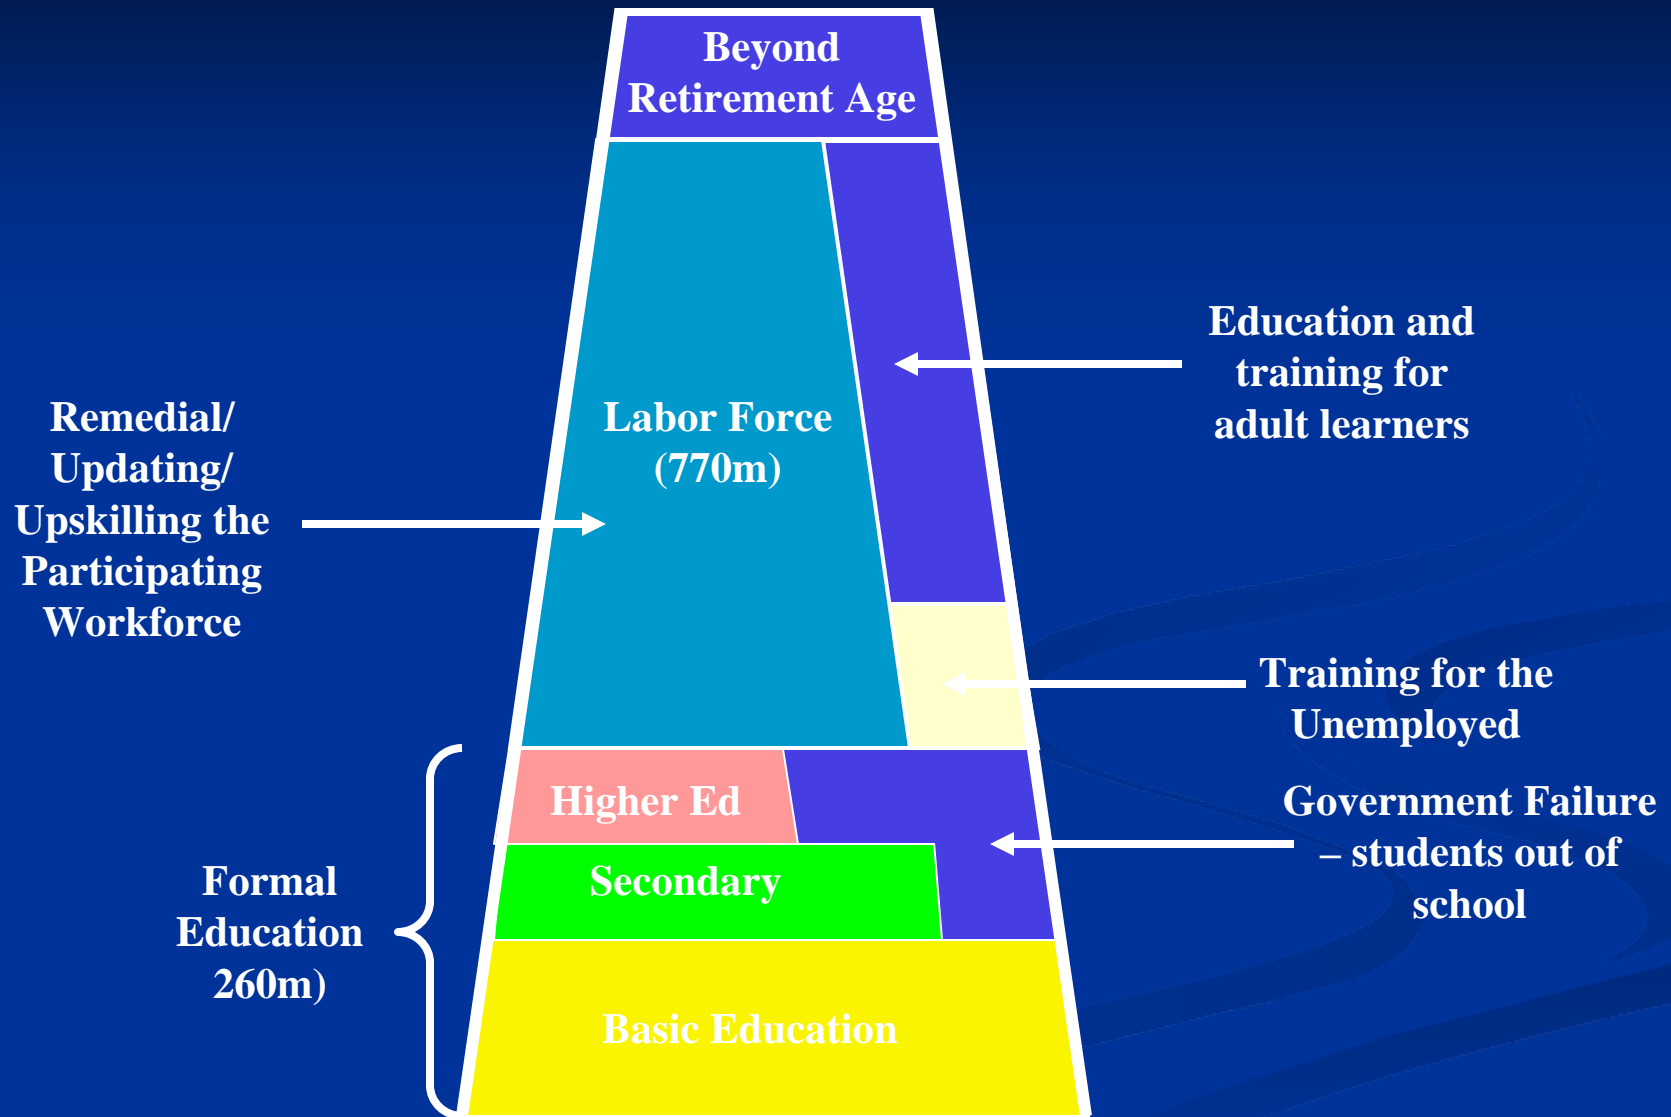 Beyond
Retirement Age
Education and
training for
adult learners
Remedial/
Updating/
Upskilling the
Participating
Workforce
Labor Force
(770m)
Training for the
Unemployed
Higher Ed
Government Failure
– students out of
school
Secondary
Formal
Education
260m)
Basic Education